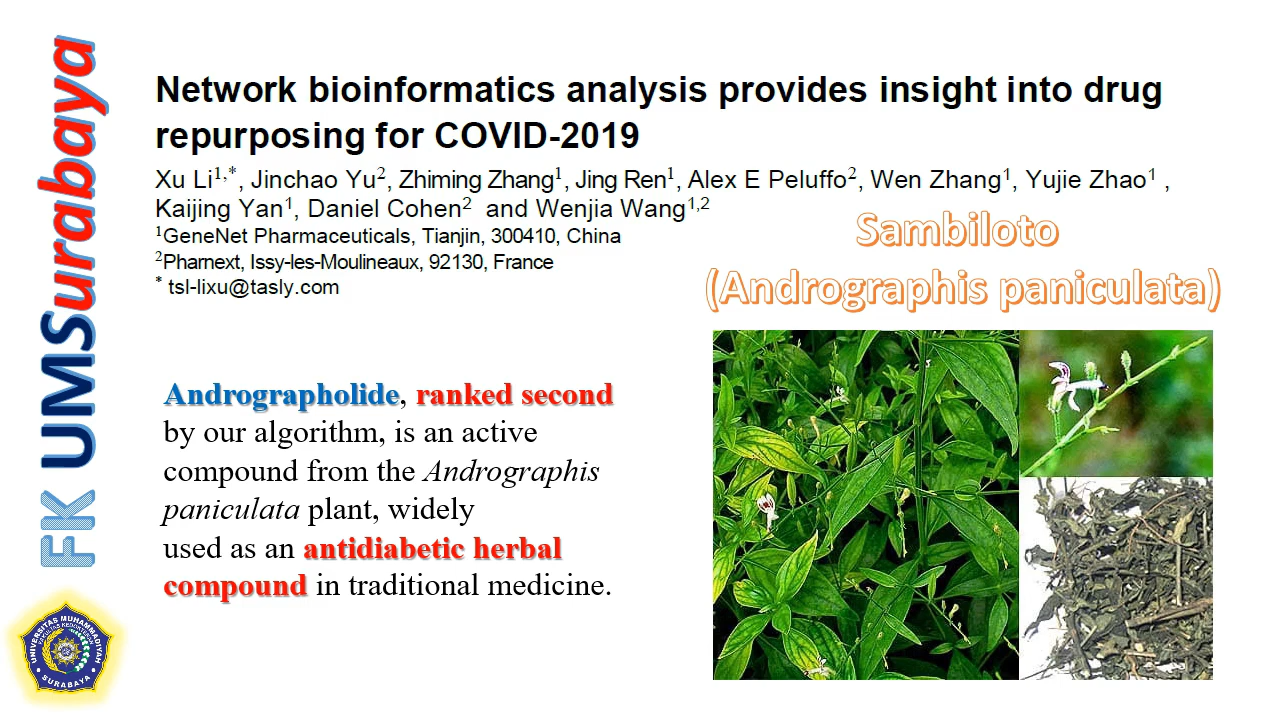 FK UMSurabaya
Network bioinformatics analysis provides insight into drug
repurposing for COVID-2019
Xu Li1,*, Jinchao Yu2, Zhiming Zhang1, Jing Ren1, Alex E Peluffo2, Wen Zhang1, Yujie Zhao1 ,
Kaijing Yan1, Daniel Cohen2 and Wenjia Wang1,2
1GeneNet Pharmaceuticals, Tianjin, 300410, China
2Pharnext, Issy-les-Moulineaux, 92130, France
* tsl-lixu@tasly.com
Sambiloto
(Andrographis paniculata)
Andrographolide, ranked second
by our algorithm, is an active
compound from the Andrographis
paniculata plant, widely
used as an antidiabetic herbal
compound in traditional medicine.
UNIVERSITAS MUHAMMADIYAH
FAKULTAS KEDOKTERAN
SURABAYA